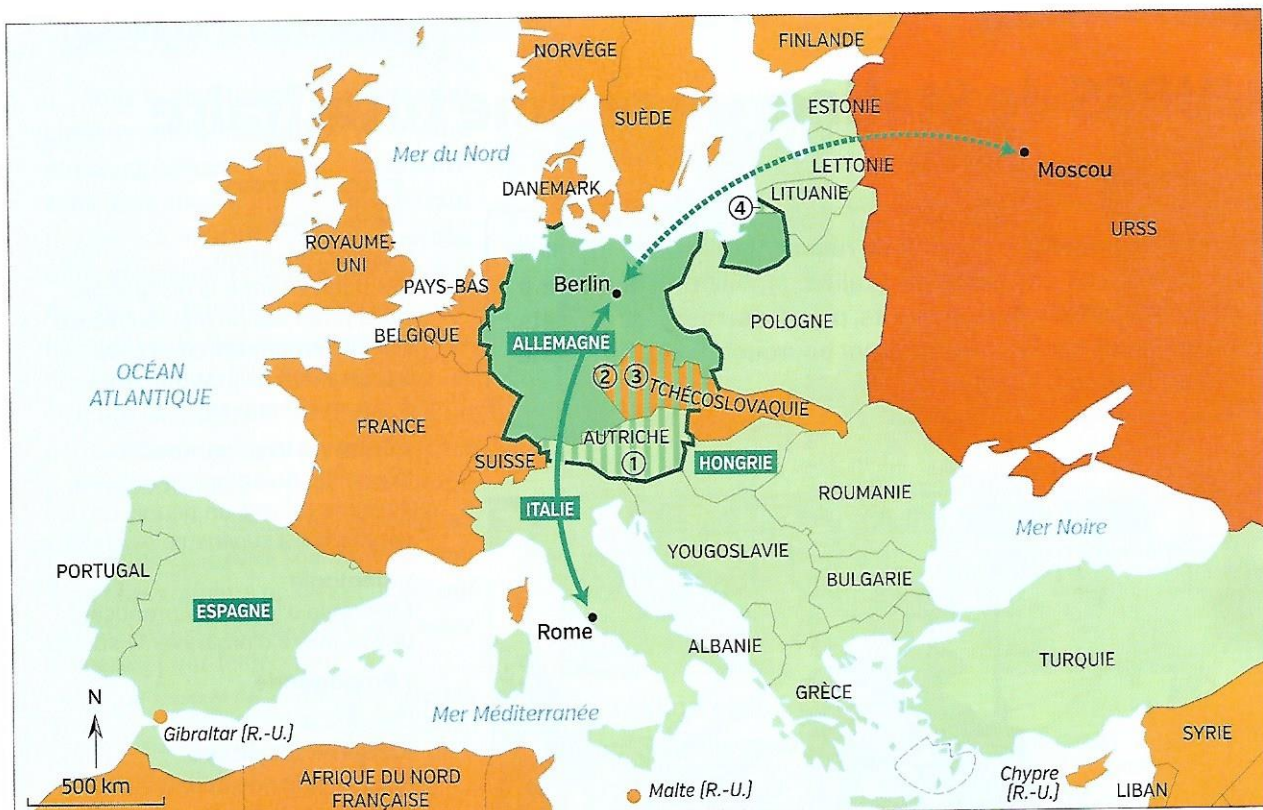 NORVÈGE
FINLANDE
SUÈDE
ESTONIE
Mer du Nord
LETTONIE
Moscou
DANEMARK
LITUANIE
④
URSS
ROYAUME-
UNI
PAYS-BAS
Berlin
POLOGNE
BELGIQUE
ALLEMAGNE
OCÉAN
ATLANTIQUE
② ③
TCHÉCOSLOVAQUIE
FRANCE
AUTRICHE
SUISSE
①
HONGRIE
ROUMANIE
ITALIE
Mer Noire
YOUGOSLAVIE
PORTUGAL
BULGARIE
ESPAGNE
Rome
ALBANIE
TURQUIE
GRÈCE
N
Mer Méditerranée
Gibraltar [R.-U.]
SYRIE
500 km
AFRIQUE DU NORD
FRANÇAISE
Malte [R.-U.]
Chypre
[R.-U.]
LIBAN